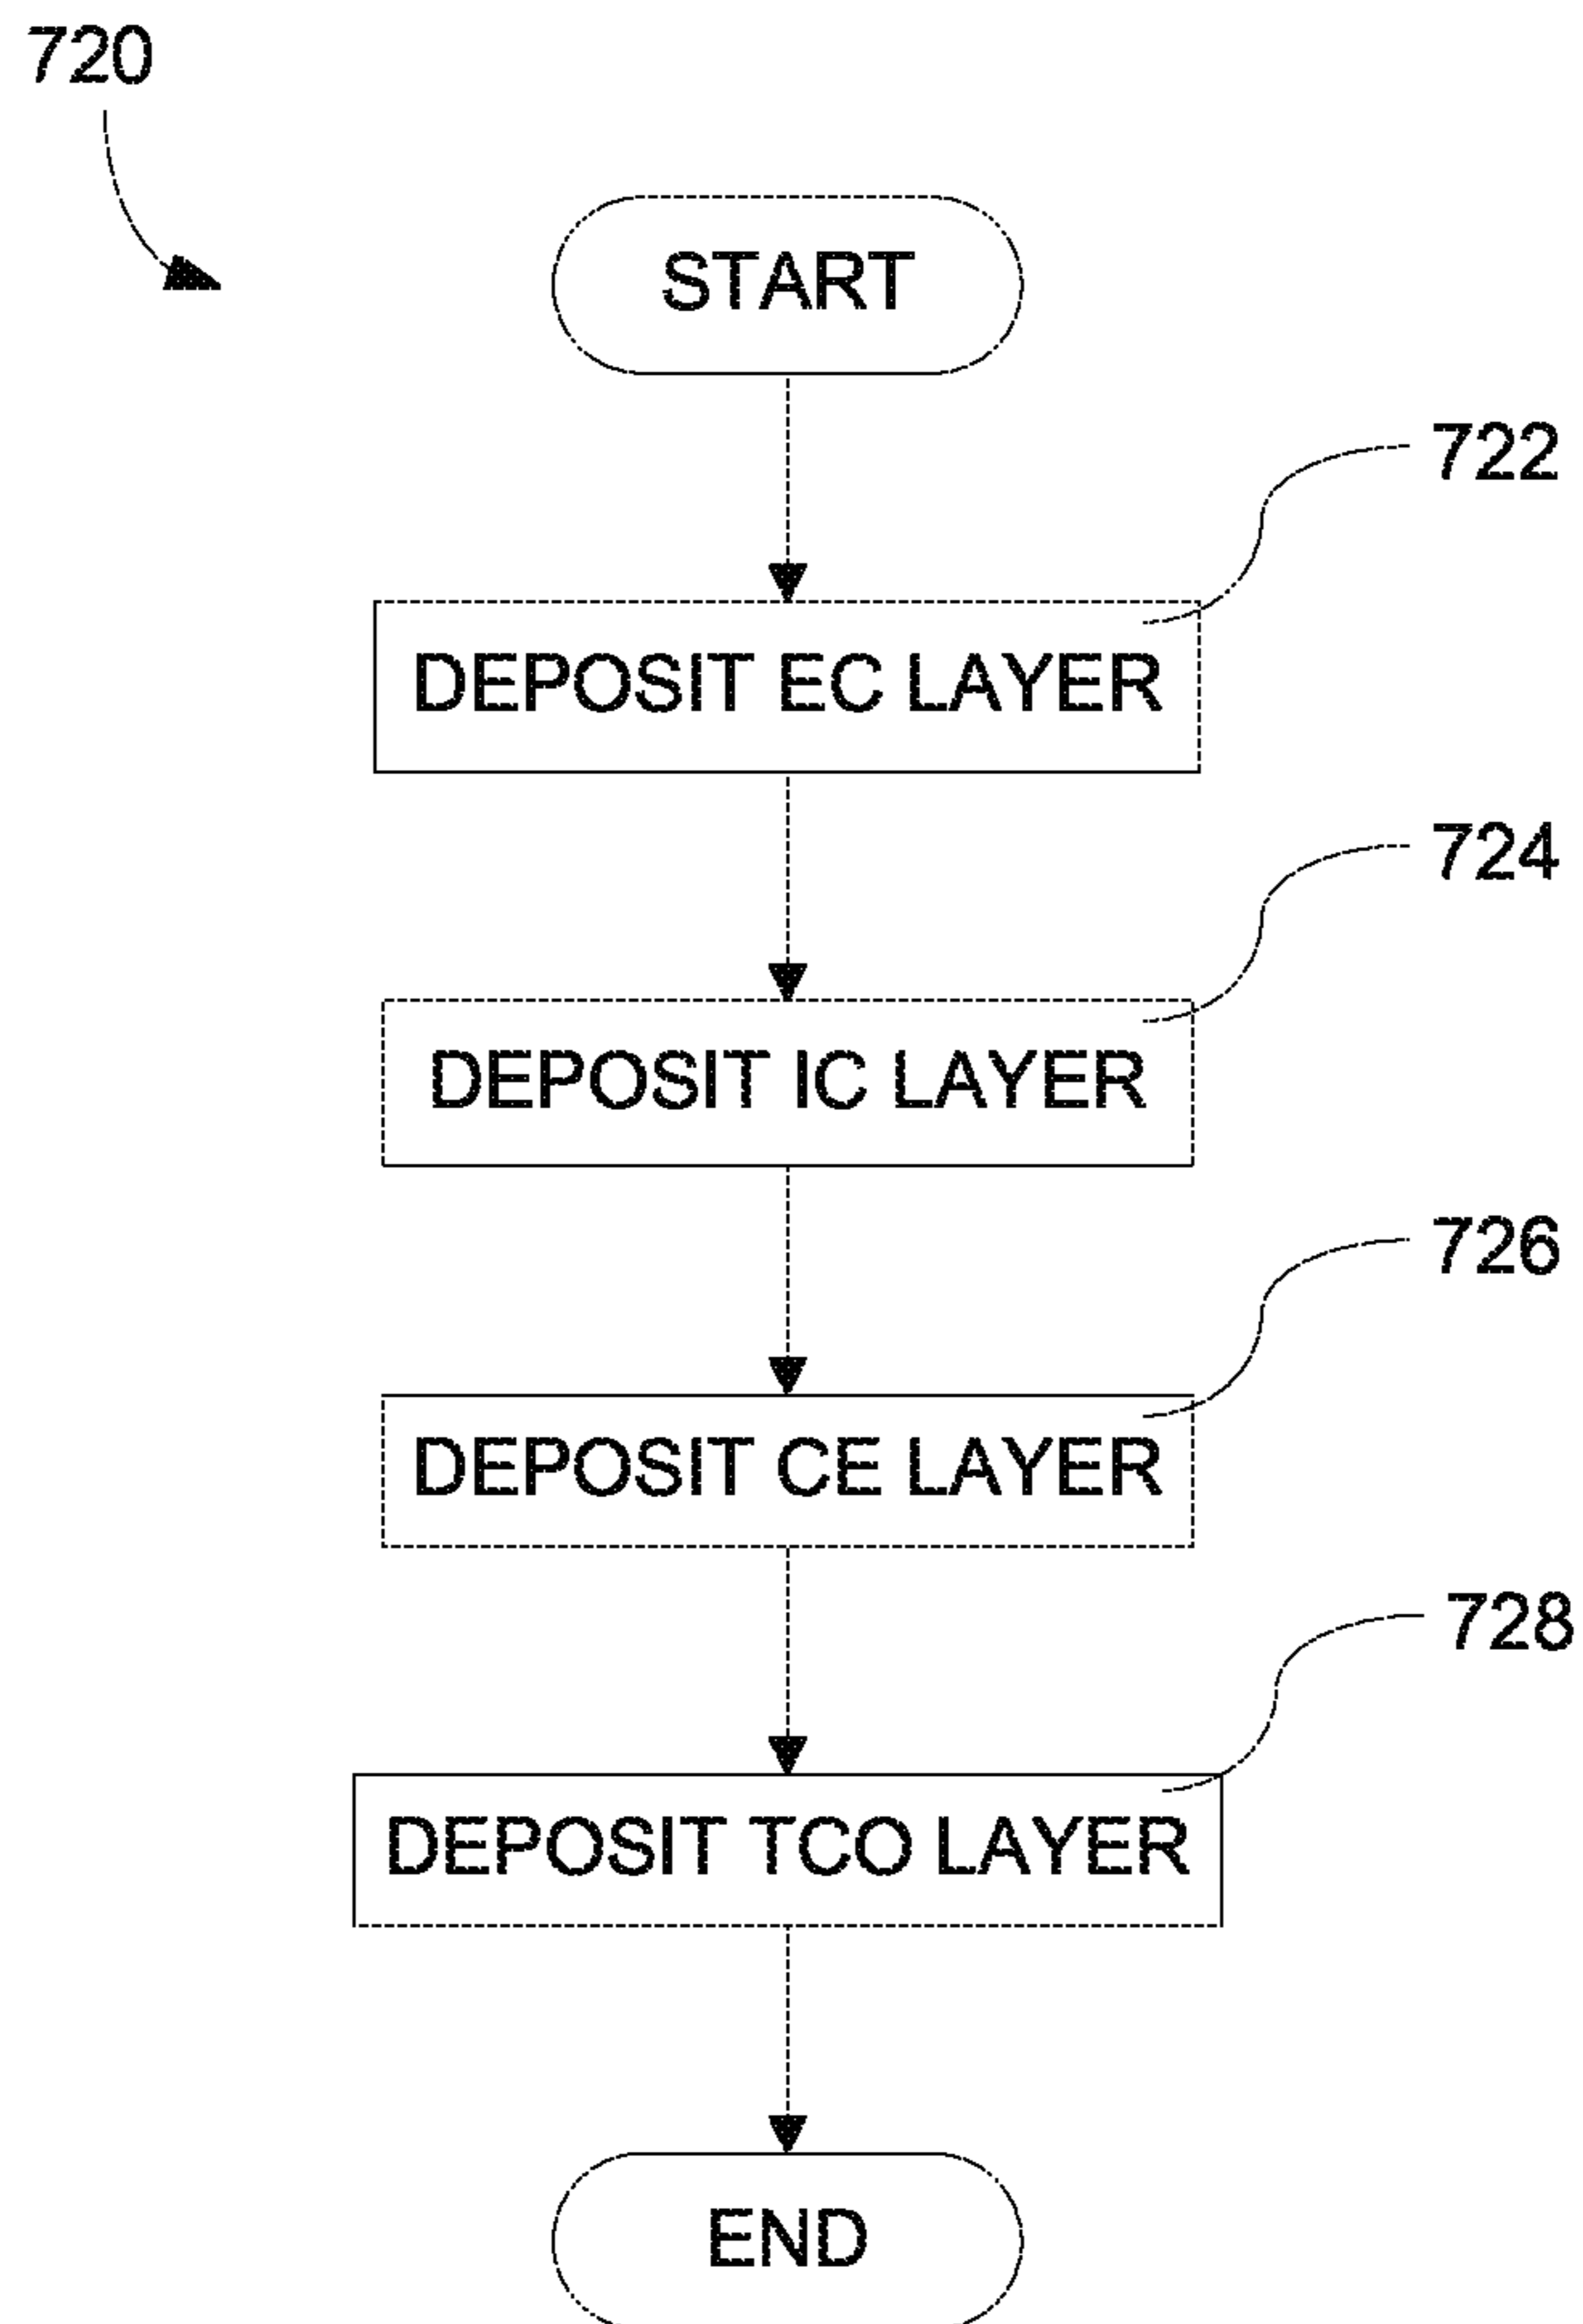 720
START
722
DEPOSIT EC LAYER
724
DEPOSIT IC LAYER
726
DEPOSIT CE LAYER
728
DEPOSIT TCO LAYER
END